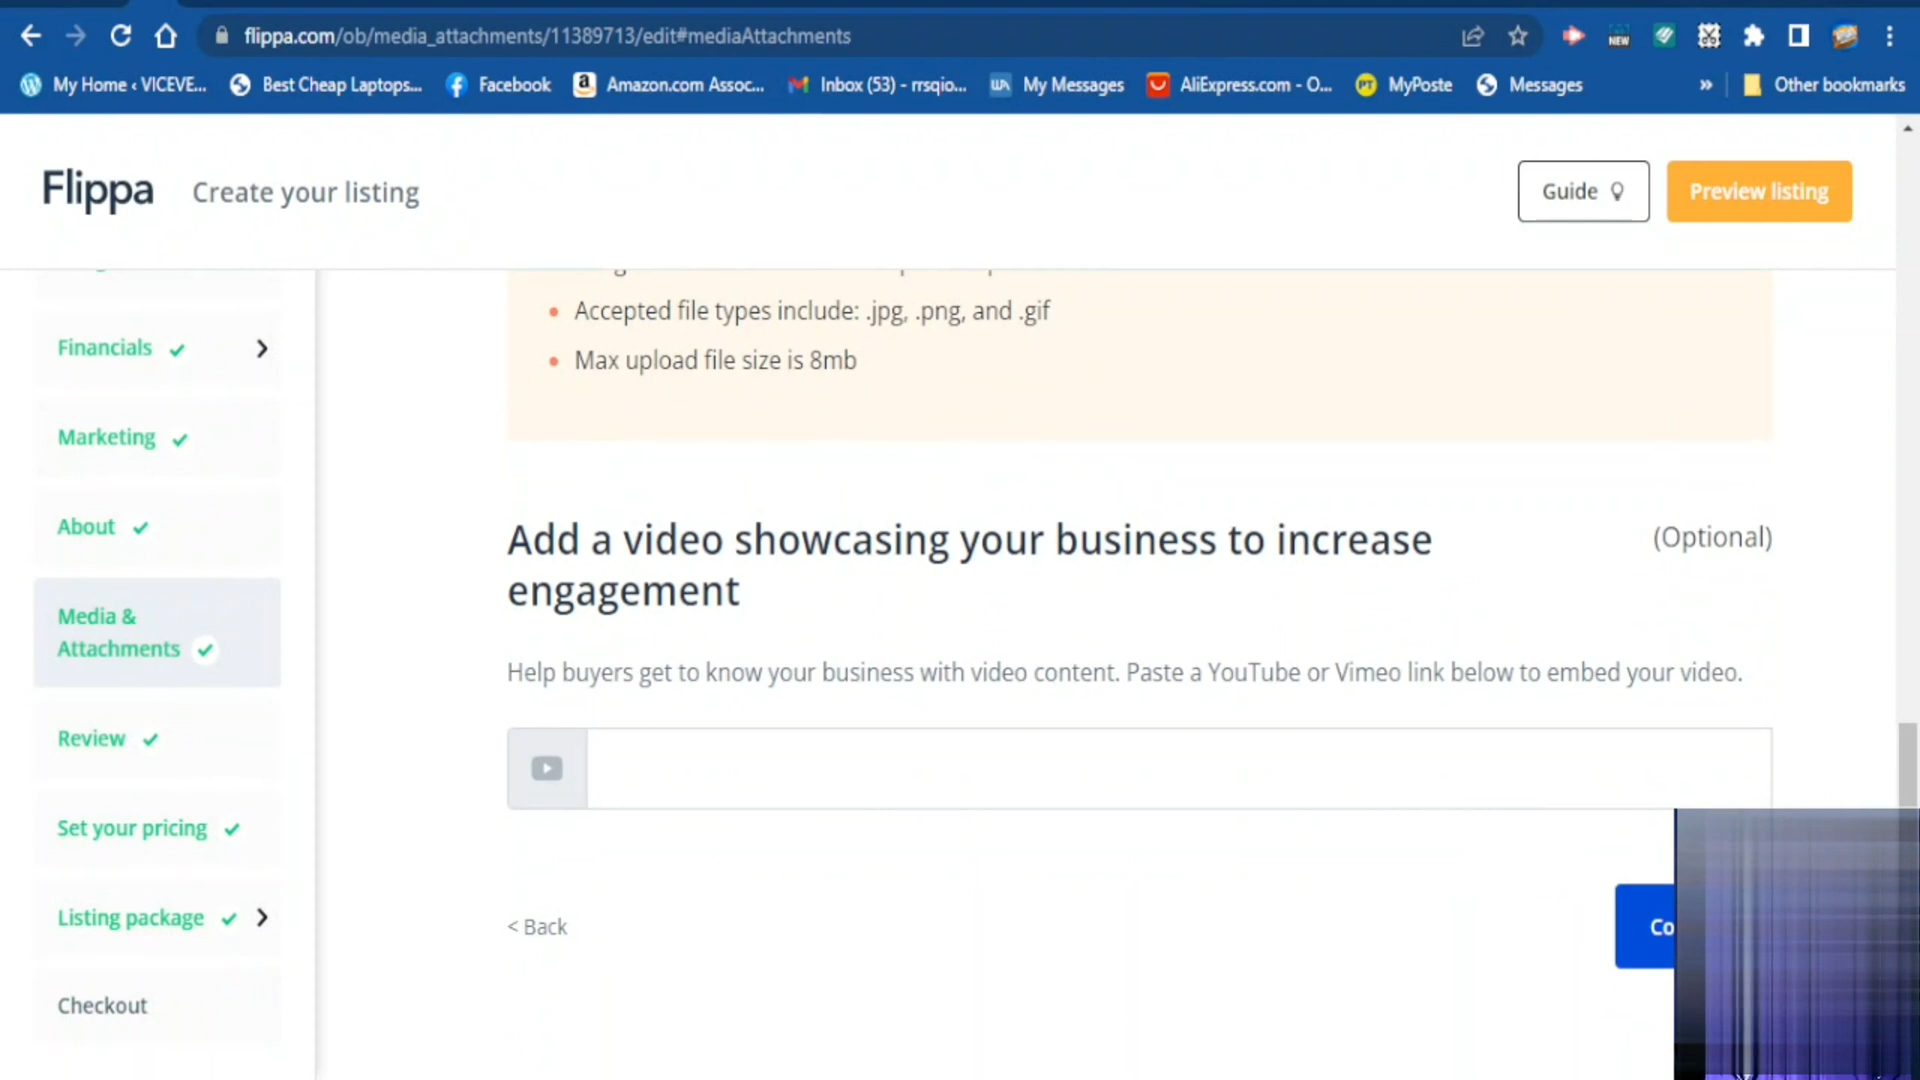 flippa.com/ob/media_attachments/11389713/edit#mediaAttachments
NEW
My Home ‹ VICEVE... Best Cheap Laptops... Facebook Amazon.com Assoc... Inbox (53) - rrsqio... My Messages AliExpress.com - O... MyPoste Messages » Other bookmarks
Flippa Create your listing Guide Preview listing
Accepted file types include: .jpg, .png, and .gif
Max upload file size is 8mb
Financials
Marketing
About
Media &
Attachments
Review
Set your pricing
Listing package
Checkout
Add a video showcasing your business to increase (Optional)
engagement
Help buyers get to know your business with video content. Paste a YouTube or Vimeo link below to embed your video.
< Back Co